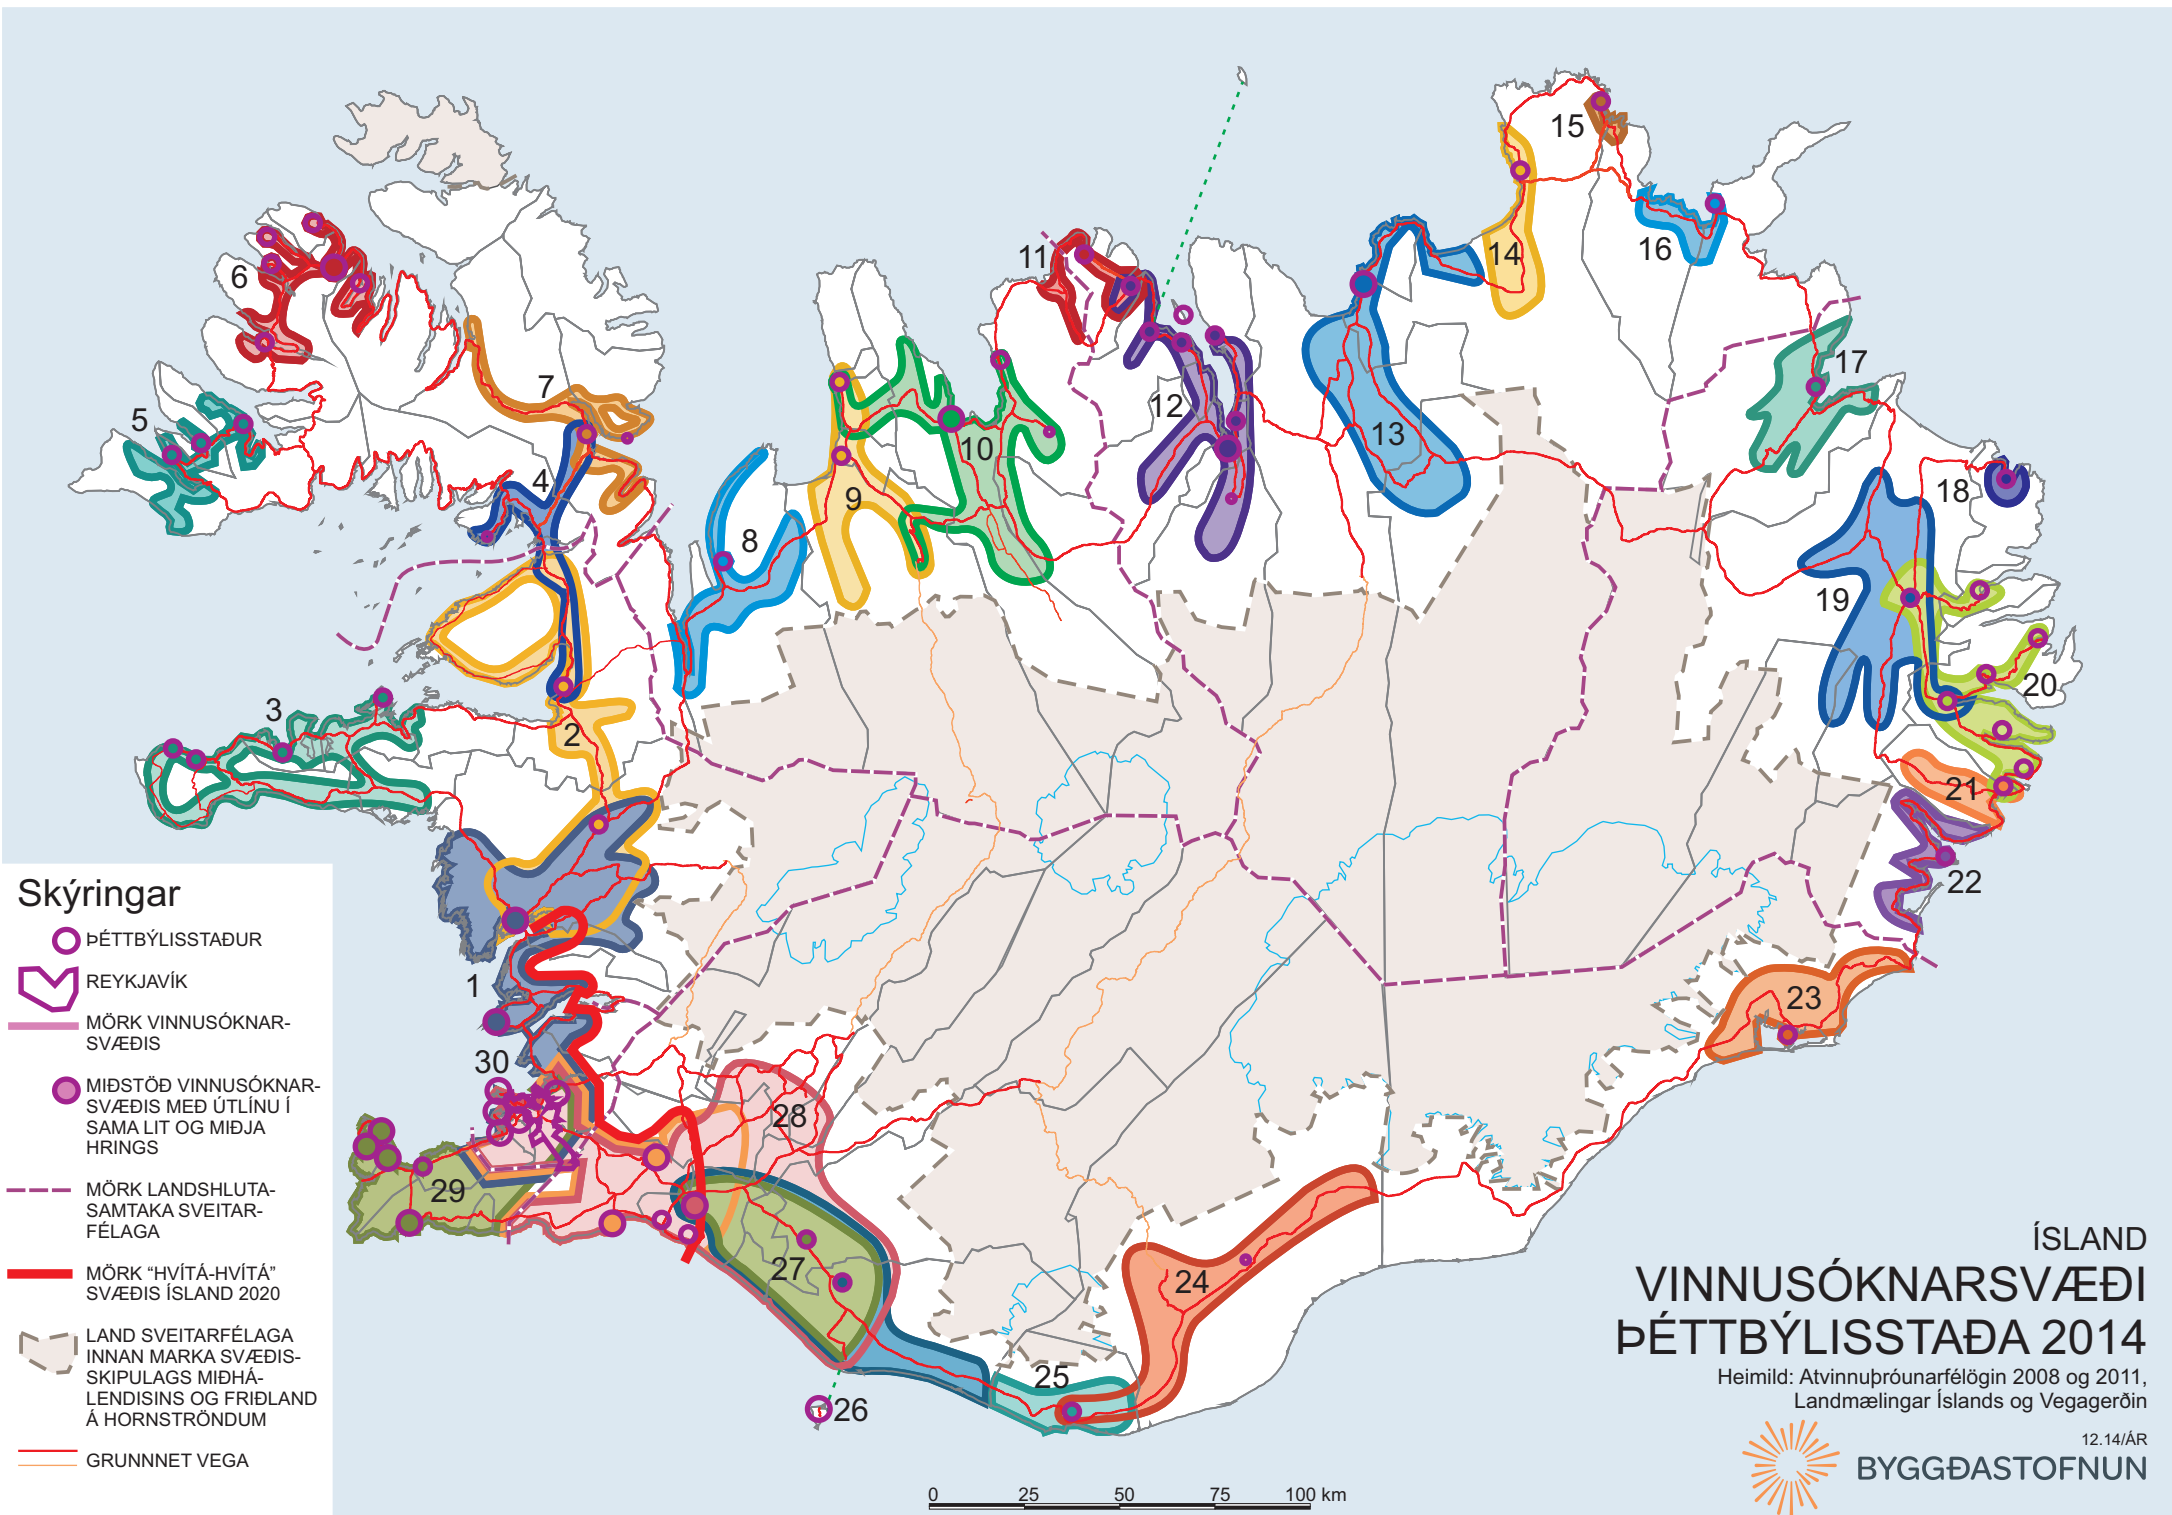 15
14
16
11
6
17
7
5
12
13
10
4
18
9
8
19
20
3
2
21
22
1
23
30
28
29
27
24
25
26
Skýringar
ÞÉTTBÝLISSTAÐUR
REYKJAVÍK
MÖRK VINNUSÓKNAR-
SVÆÐIS
MIÐSTÖÐ VINNUSÓKNAR-
SVÆÐIS MEÐ ÚTLÍNU Í
SAMA LIT OG MIÐJA
HRINGS
MÖRK LANDSHLUTA-
SAMTAKA SVEITAR-
FÉLAGA
MÖRK “HVÍTÁ-HVÍTÁ”
SVÆÐIS ÍSLAND 2020
LAND SVEITARFÉLAGA
INNAN MARKA SVÆÐIS-
SKIPULAGS MIÐHÁ-
LENDISINS OG FRIÐLAND
Á HORNSTRÖNDUM
GRUNNNET VEGA
0 25 50 75 100 km
ÍSLAND
VINNUSÓKNARSVÆÐI
ÞÉTTBÝLISSTAÐA 2014
Heimild: Atvinnuþróunarfélögin 2008 og 2011,
Landmælingar Íslands og Vegagerðin
12.14/ÁR
BYGGÐASTOFNUN